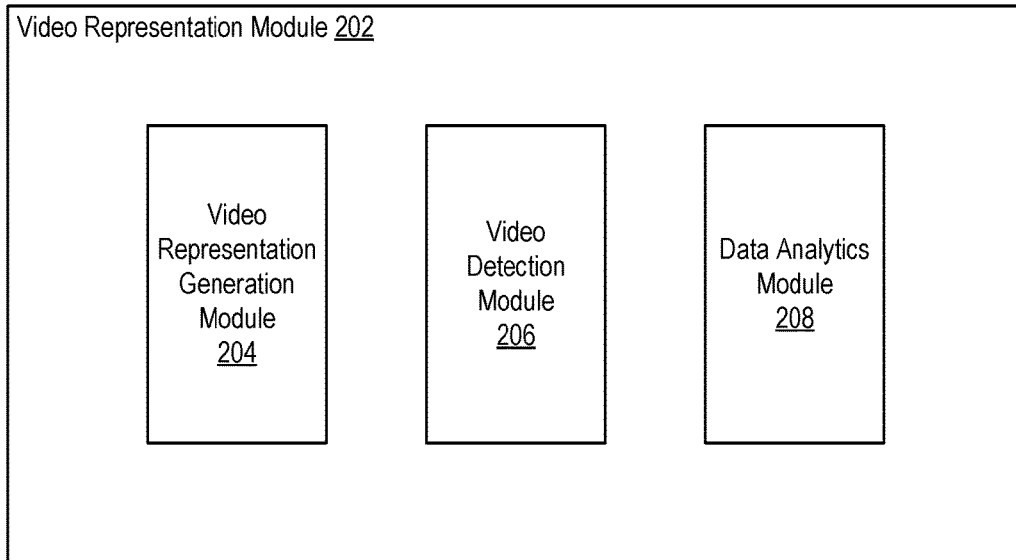 Video Representation Module 202
Video
Representation
Generation
Module
204
Video
Detection
Module
206
Data Analytics
Module
208